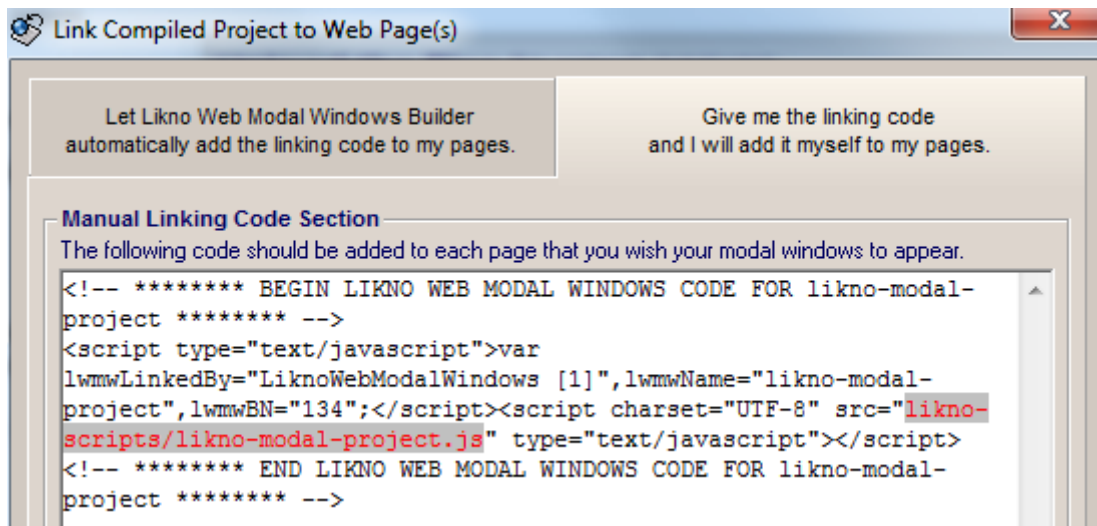 Link Compiled Project to Web Page(s)
Let Likno Web Modal Windows Builder
automatically add the linking code to my pages.
Give me the linking code
and I will add it myself to my pages.
Manual Linking Code Section
The following code should be added to each page that you wish your modal windows to appear.
<!-- ******** BEGIN LIKNO WEB MODAL WINDOWS CODE FOR likno-modal-
project ******** -->
<script type="text/javascript">var
lwmwLinkedBy="LiknoWebModalWindows [1]",lwmwName="likno-modal-
project",lwmwBN="134";</script><script charset="UTF-8" src="likno-
scripts/likno-modal-project.js" type="text/javascript"></script>
<!-- ******** END LIKNO WEB MODAL WINDOWS CODE FOR likno-modal-
project ******** -->